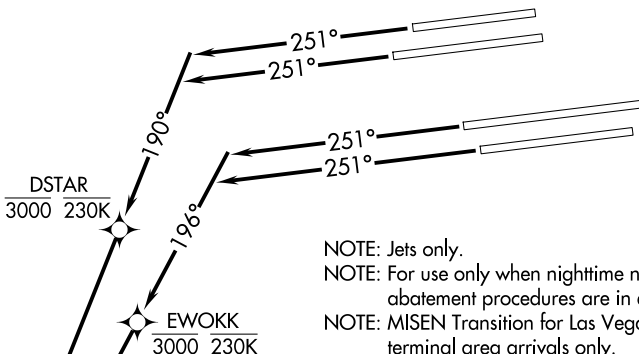 251°
251°
190°
251°
251°
DSTAR
3000 230K
196°
NOTE: Jets only.
NOTE: For use only when nighttime
abatement procedures are in
NOTE: MISEN Transition for Las
terminal area arrivals only.
EWOKK
3000 230K